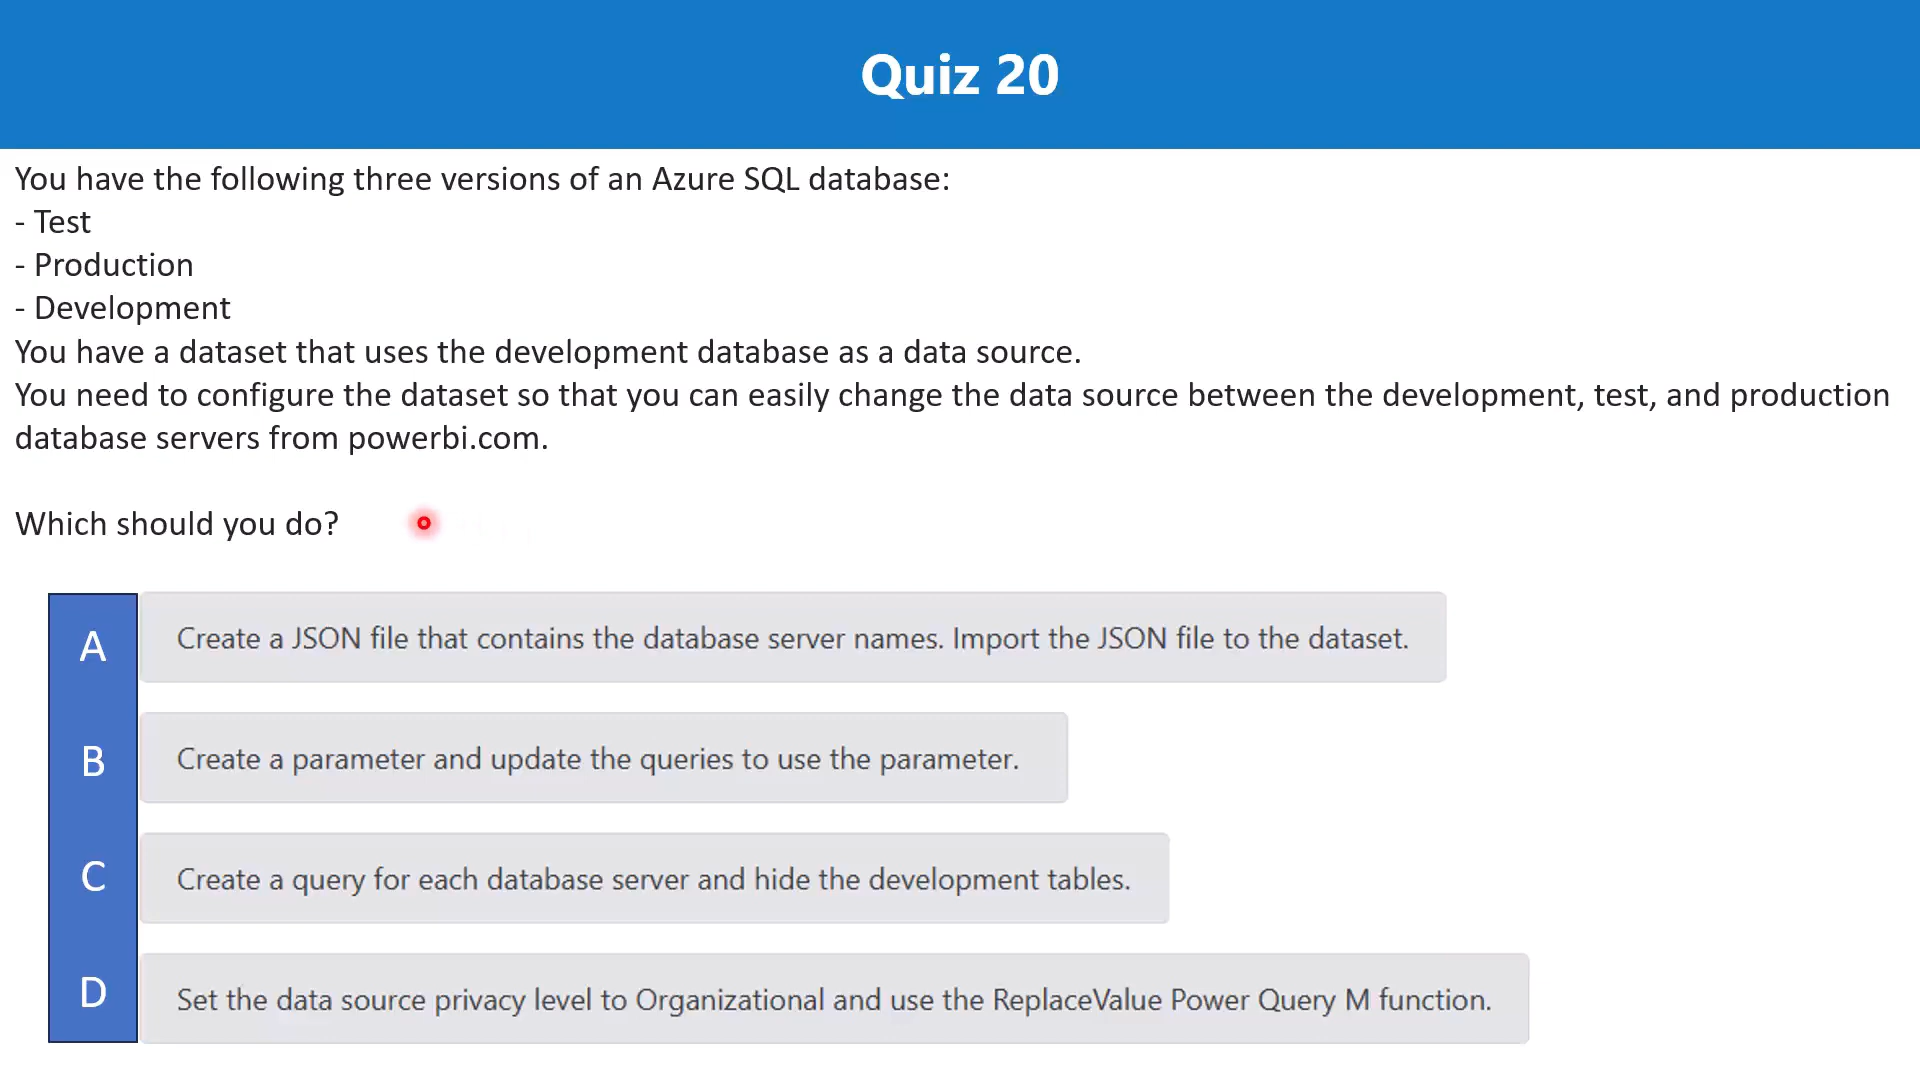 Quiz 20
You have the following three versions of an Azure SQL database:
- Test
- Production
- Development
You have a dataset that uses the development database as a data source.
You need to configure the dataset so that you can easily change the data source between the development, test, and production
database servers from powerbi.com.
Which should you do?
A Create a JSON file that contains the database server names. Import the JSON file to the dataset.
B Create a parameter and update the queries to use the parameter.
C Create a query for each database server and hide the development tables.
D Set the data source privacy level to Organizational and use the ReplaceValue Power Query M function.